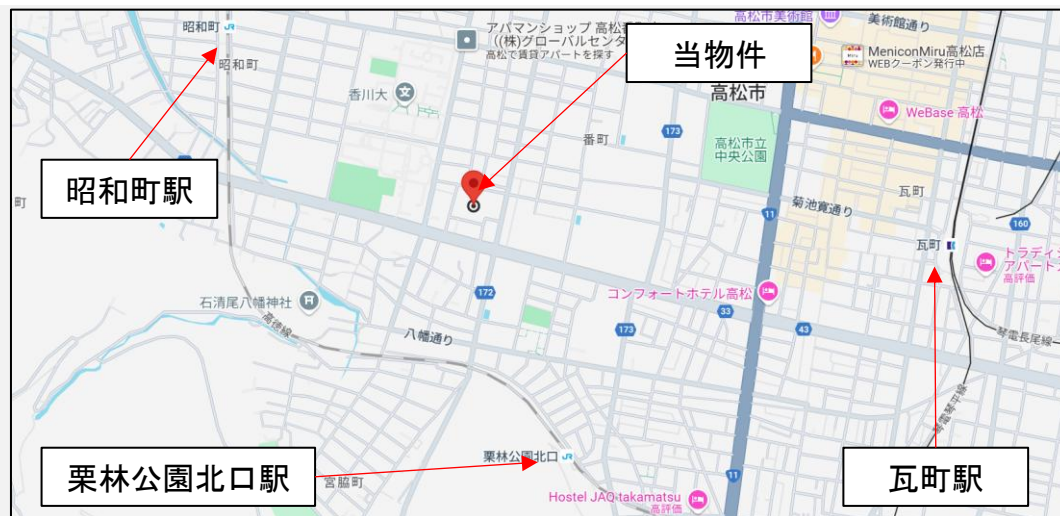 昭和町
昭和町
アパマンショップ 高松
((株)グローバルセンタ
高松で賃貸アパートを探す
当物件
高松市美術館
美術館通り
MeniconMiru高松店
WEBクーポン発行中
高松市
香川大
WeBase 高松
173
番町
高松市立
中央公園
昭和町駅
町
瓦町
菊池寛通り
11
160
瓦町
トラディ
アパート
高評価
石清尾八幡神社
172
コンフォートホテル高松
33
43
173
高徳線
八幡通り
琴電長尾線
琴電琴平線
栗林公園北口駅
栗林公園北口
宮脇町
11
瓦町駅
Hostel JAQ takamatsu
高評価